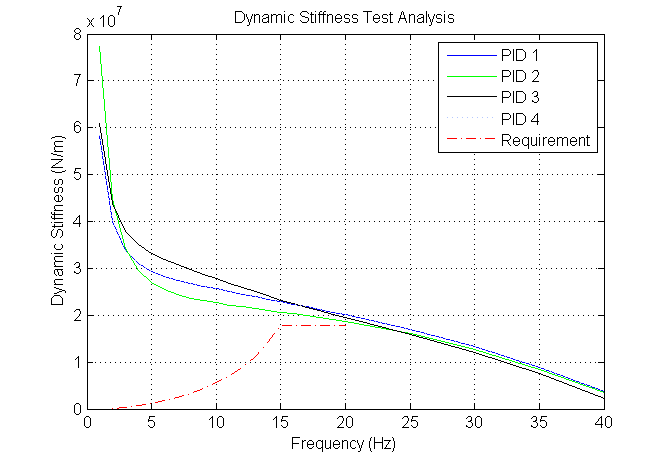 Dynamic Stiffness Test Analysis
x 10^7
8
7
6
5
4
3
2
1
0
Dynamic Stiffness (N/m)
PID 1
PID 2
PID 3
PID 4
Requirement
0 5 10 15 20 25 30 35 40
Frequency (Hz)